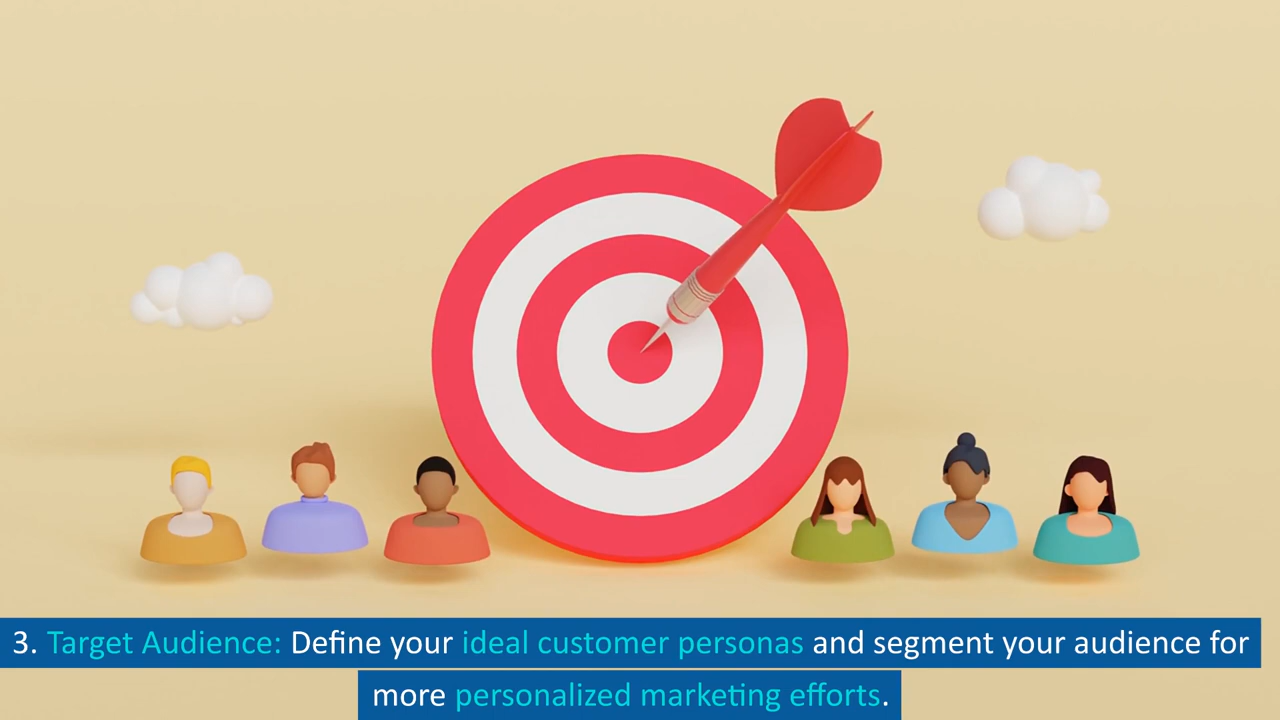 3. Target Audience: Define your ideal customer personas and segment your audience for
more personalized marketing efforts.